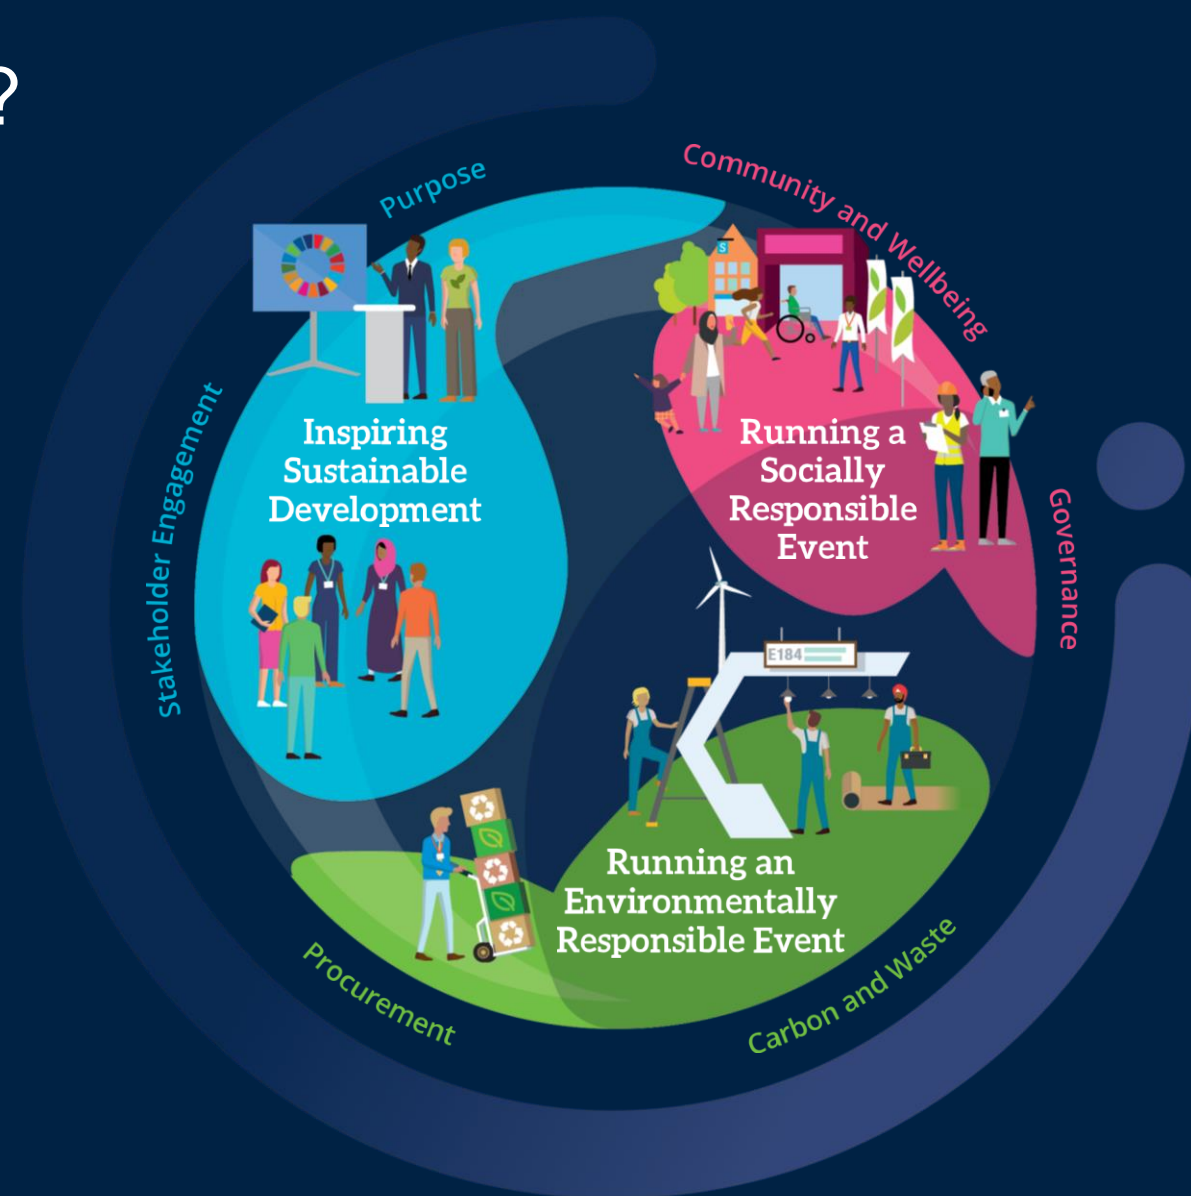 ?
Purpose
Stakeholder Engagement
Inspiring
Sustainable
Development
Community and Wellbeing
S
Running a
Socially
Responsible
Event
Governance
E184
Running an
Environmentally
Responsible Event
Procurement
Carbon and Waste